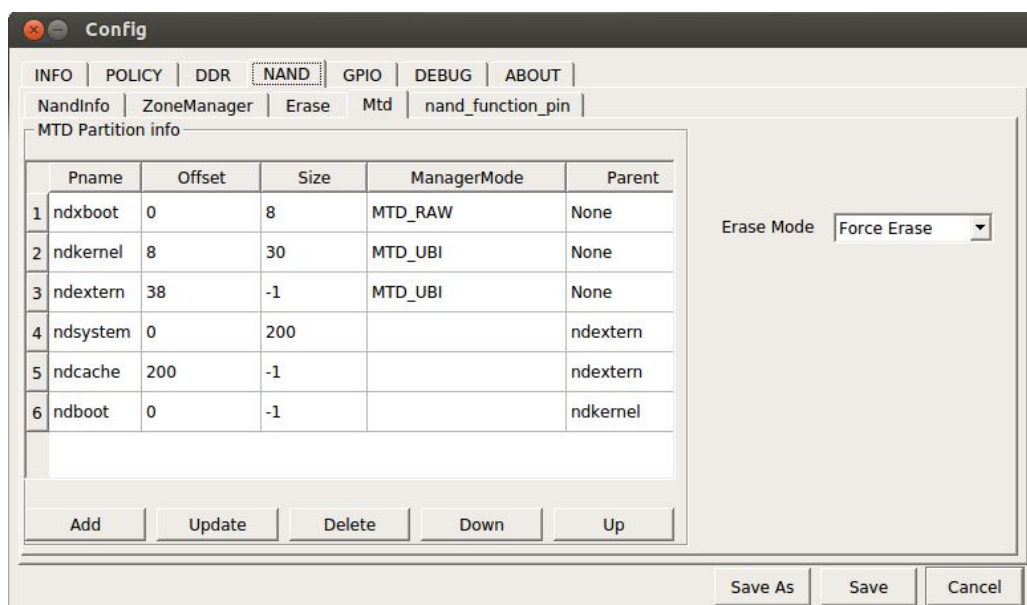 Config
INFO POLICY DDR NAND GPIO DEBUG ABOUT
NandInfo ZoneManager Erase Mtd nand_function_pin
MTD Partition info
Pname Offset Size ManagerMode Parent
1 ndxboot 0 8 MTD_RAW None
2 ndkernel 8 30 MTD_UBI None
3 ndextern 38 -1 MTD_UBI None
4 ndsystem 0 200 ndextern
5 ndcache 200 -1 ndextern
6 ndboot 0 -1 ndkernel
Erase Mode Force Erase
Add Update Delete Down Up
Save As Save Cancel